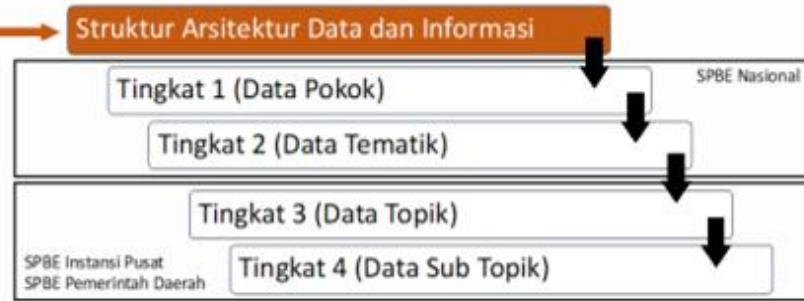 Struktur Arsitektur Data dan Informasi
SPBE Nasional
Tingkat 1 (Data Pokok)
Tingkat 2 (Data Tematik)
Tingkat 3 (Data Topik)
SPBE Instansi Pusat
SPBE Pemerintah Daerah
Tingkat 4 (Data Sub Topik)